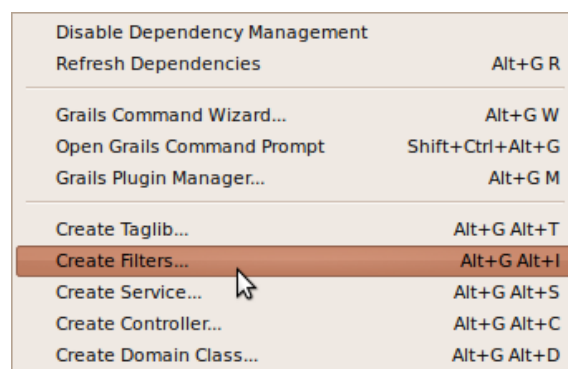 Disable Dependency Management
Refresh Dependencies Alt+G R
Grails Command Wizard... Alt+G W
Open Grails Command Prompt Shift+Ctrl+Alt+G
Grails Plugin Manager... Alt+G M
Create Taglib... Alt+G Alt+T
Create Filters... Alt+G Alt+I
Create Service... Alt+G Alt+S
Create Controller... Alt+G Alt+C
Create Domain Class... Alt+G Alt+D